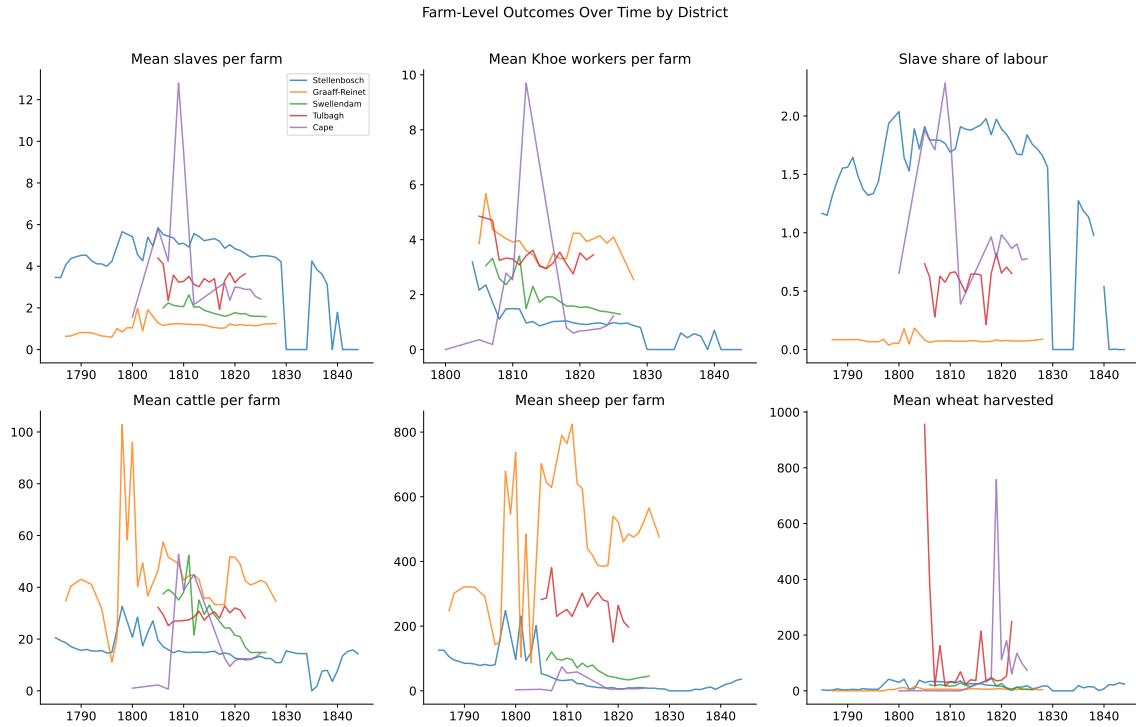 Farm-Level Outcomes Over Time by District
Mean slaves per farm
12
10
8
6
4
2
0
1790 1800 1810 1820 1830 1840
Stellenbosch
Graaff-Reinet
Swellendam
Tulbagh
Cape
Mean Khoe workers per farm
10
8
6
4
2
0
1800 1810 1820 1830 1840
Slave share of labour
2.0
1.5
1.0
0.5
0.0
1790 1800 1810 1820 1830 1840
Mean cattle per farm
100
80
60
40
20
0
1790 1800 1810 1820 1830 1840
Mean sheep per farm
800
600
400
200
0
1790 1800 1810 1820 1830 1840
Mean wheat harvested
1000
800
600
400
200
0
1790 1800 1810 1820 1830 1840